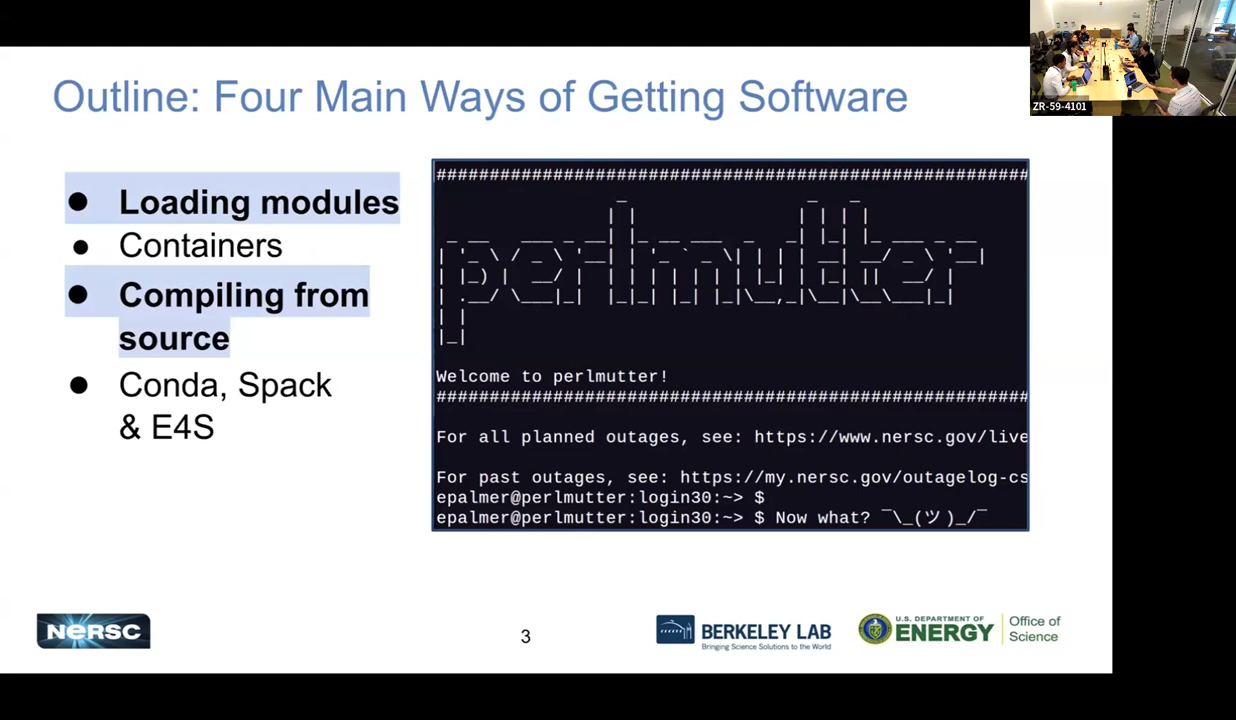 Outline: Four Main Ways of Getting Software
ZR-59-4101
● Loading modules
● Containers
● Compiling from
source
● Conda, Spack
& E4S
##########################################################
perlmutter
Welcome to perlmutter!
##########################################################
For all planned outages, see: https://www.nersc.gov/live
For past outages, see: https://my.nersc.gov/outagelog-cs
epalmer@perlmutter:login30:~> $
epalmer@perlmutter:login30:~> $ Now what? ¯\_(ツ)_/¯
NERSC
3
BERKELEY LAB
Bringing Science Solutions to the World
U.S. DEPARTMENT OF
ENERGY
Office of
Science